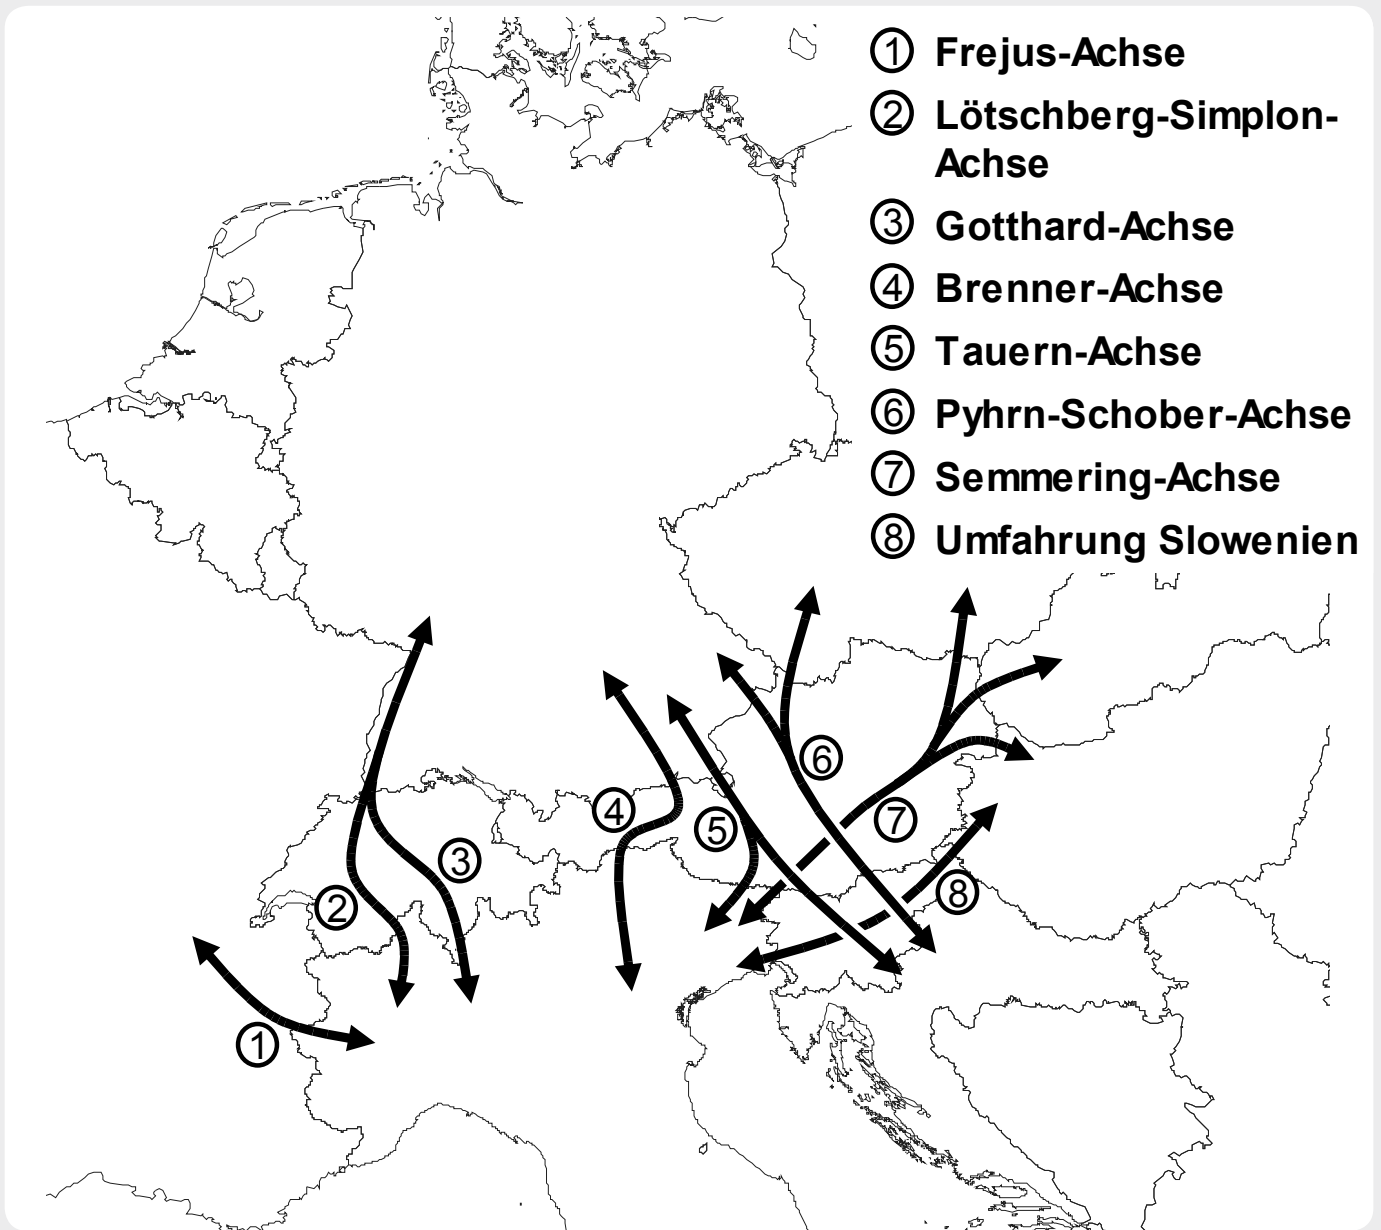 ① Frejus-Achse
② Lötschberg-Simplon-
Achse
③ Gotthard-Achse
④ Brenner-Achse
⑤ Tauern-Achse
⑥ Pyhrn-Schober-Achse
⑦ Semmering-Achse
⑧ Umfahrung Slowenien
⑥
④
⑤
⑦
③
②
⑧
①